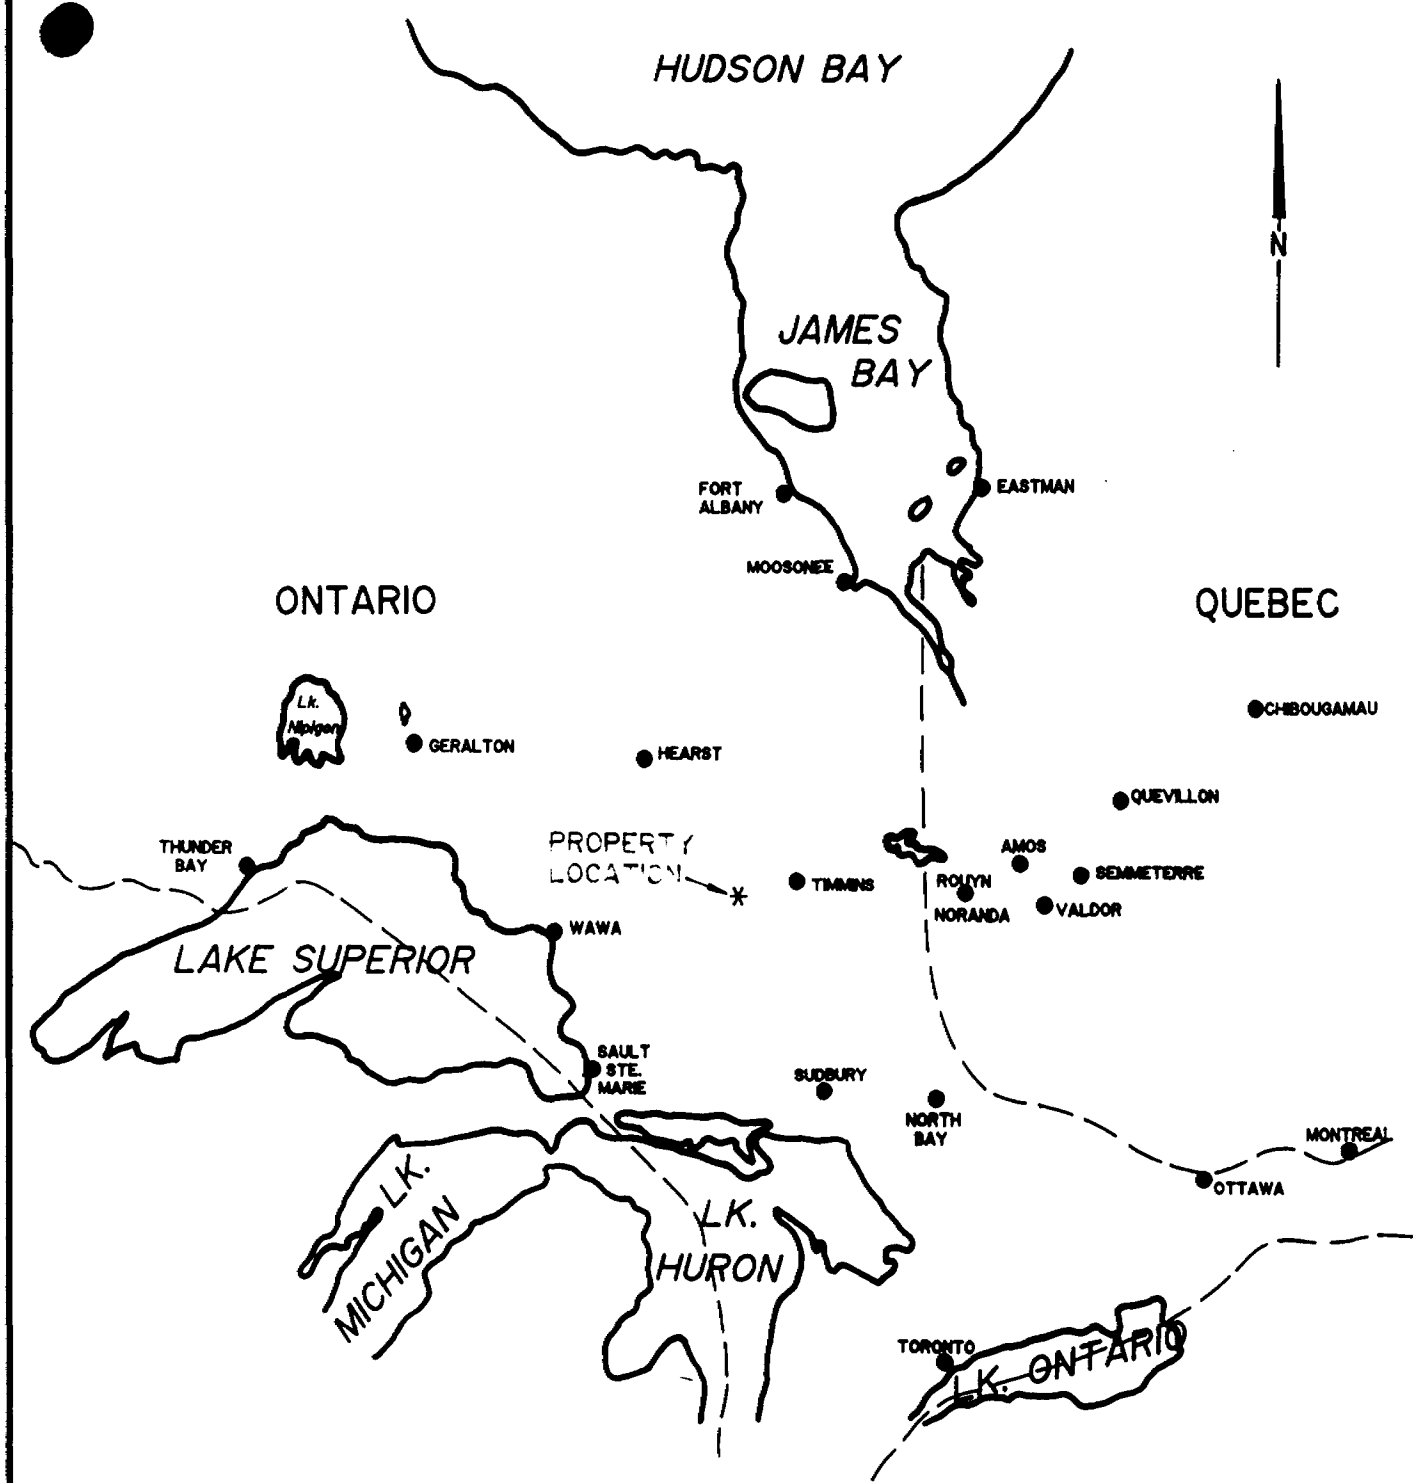 HUDSON BAY
N
JAMES
BAY
FORT
ALBANY
EASTMAN
MOOSONEE
ONTARIO
QUEBEC
Lk.
Nipigon
GERALTON
HEARST
CHIBOUGAMAU
QUEVILLON
THUNDER
BAY
PROPERTY
LOCATION
TIMMINS
AMOS
ROUYN
NORANDA
SEMMETERRE
VALDOR
WAWA
LAKE SUPERIOR
SAULT
STE.
MARIE
SUDBURY
NORTH
BAY
MONTREAL
OTTAWA
LK.
MICHIGAN
LK.
HURON
TORONTO
LK. ONTARIO